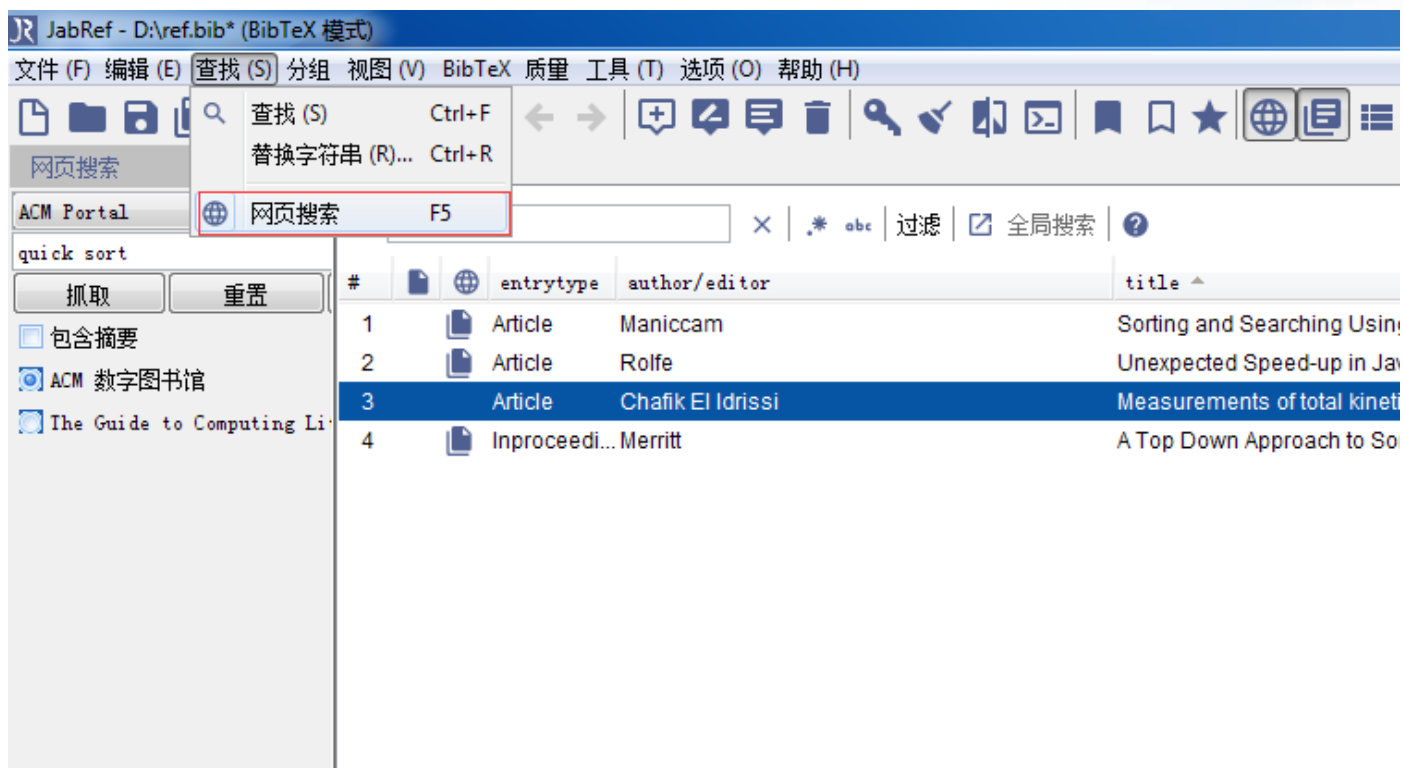 JabRef - D:\ref.bib* (BibTeX 模式)
文件 (F) 编辑 (E) 查找 (S) 分组 视图 (V) BibTeX 质量 工具 (T) 选项 (O) 帮助 (H)
查找 (S) Ctrl+F
替换字符串 (R)... Ctrl+R
网页搜索
ACM Portal
网页搜索 F5
abc 过滤 全局搜索
quick sort
抓取 重置
# entrytype author/editor title
包含摘要
1 Article Maniccam Sorting and Searching Using
ACM 数字图书馆
2 Article Rolfe Unexpected Speed-up in Jav
3 Article Chafik El Idrissi Measurements of total kineti
The Guide to Computing Li
4 Inproceedi... Merritt A Top Down Approach to So